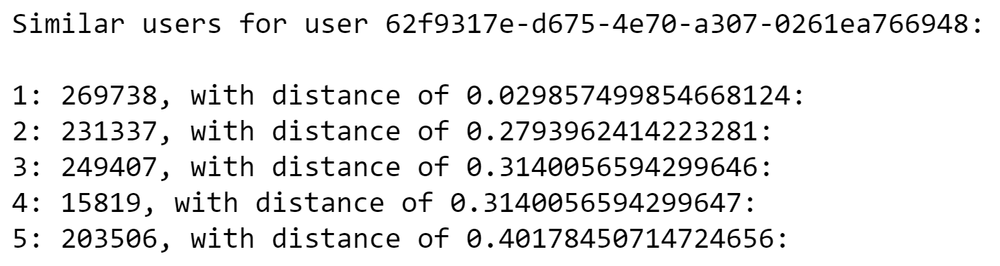 Similar users for user 62f9317e-d675-4e70-a307-0261ea766948:
1: 269738, with distance of 0.029857499854668124:
2: 231337, with distance of 0.2793962414223281:
3: 249407, with distance of 0.3140056594299646:
4: 15819, with distance of 0.3140056594299647:
5: 203506, with distance of 0.40178450714724656: